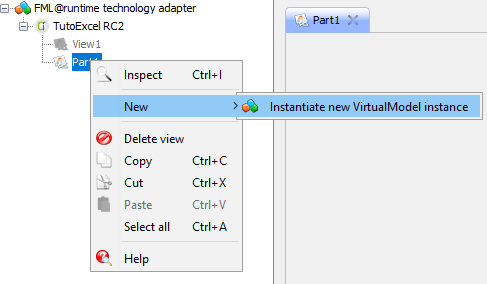 FML@runtime technology adapter
TutoExcel RC2
View1
Part1
Part1
Inspect Ctrl+I
New Instantiate new VirtualModel instance
Delete view
Copy Ctrl+C
Cut Ctrl+X
Paste Ctrl+V
Select all Ctrl+A
Help